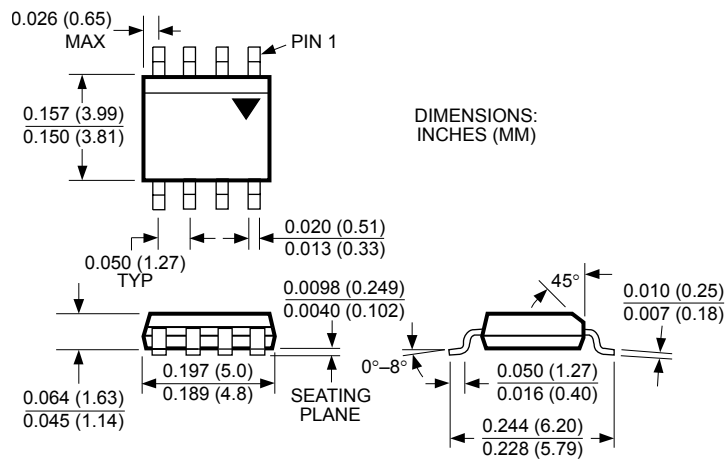 0.026 (0.65)
MAX
PIN 1
0.157 (3.99)
0.150 (3.81)
DIMENSIONS:
INCHES (MM)
0.020 (0.51)
0.013 (0.33)
0.050 (1.27)
TYP
0.0098 (0.249)
0.0040 (0.102)
45°
0.010 (0.25)
0.007 (0.18)
0°–8°
0.064 (1.63)
0.045 (1.14)
0.197 (5.0)
0.189 (4.8)
SEATING
PLANE
0.050 (1.27)
0.016 (0.40)
0.244 (6.20)
0.228 (5.79)